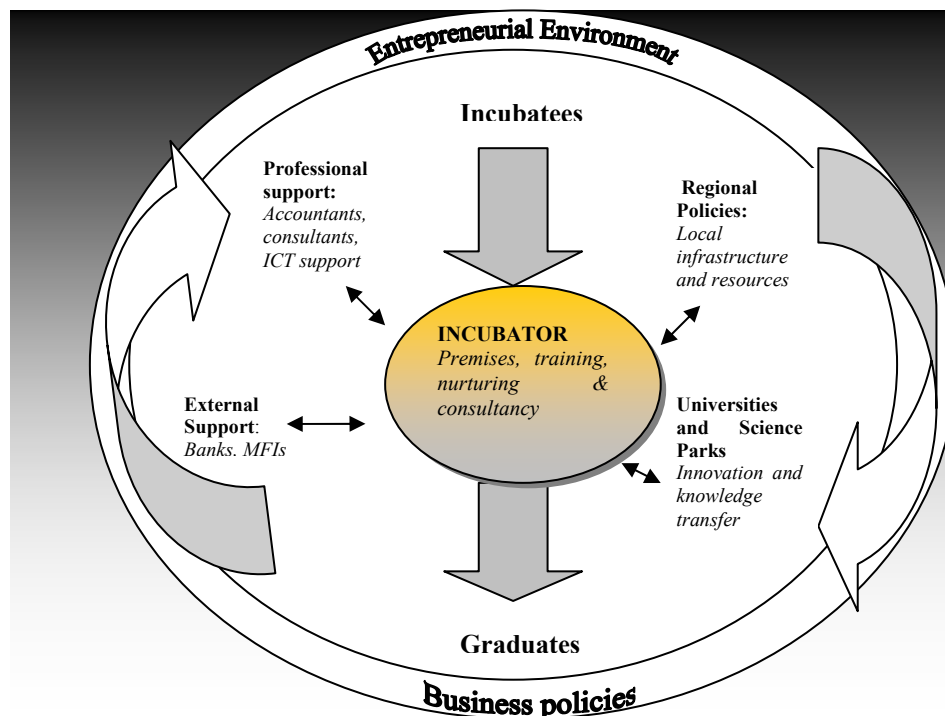 Entrepreneurial Environment
Incubatees
Professional
support:
Accountants,
consultants,
ICT support
Regional
Policies:
Local
infrastructure
and resources
INCUBATOR
Premises, training,
nurturing &
consultancy
External
Support:
Banks. MFIs
Universities
and Science
Parks
Innovation and
knowledge
transfer
Graduates
Business policies